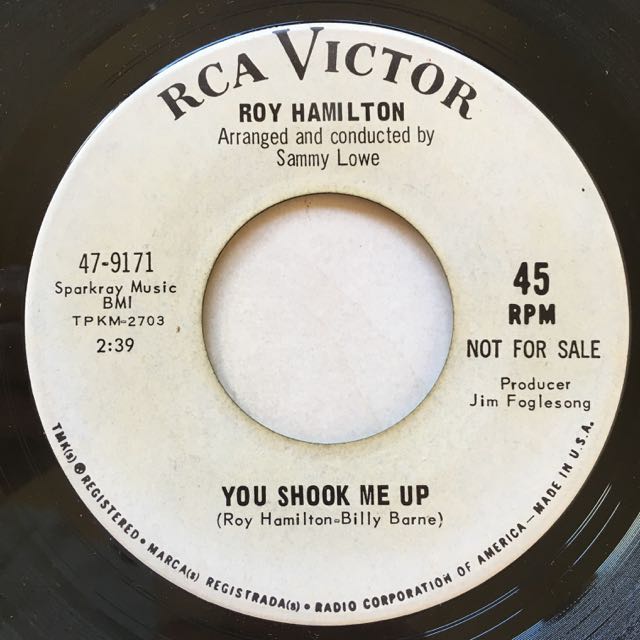 RCA VICTOR
ROY HAMILTON
Arranged and conducted by
Sammy Lowe
47-9171
Sparkray Music
BMI
TPKM-2703
2:39
45
RPM
NOT FOR SALE
Producer
Jim Foglesong
YOU SHOOK ME UP
(Roy Hamilton-Billy Barne)
TMK(s) ® REGISTERED • MARCA(s) REGISTRADA(s) • RADIO CORPORATION OF AMERICA—MADE IN U.S.A.